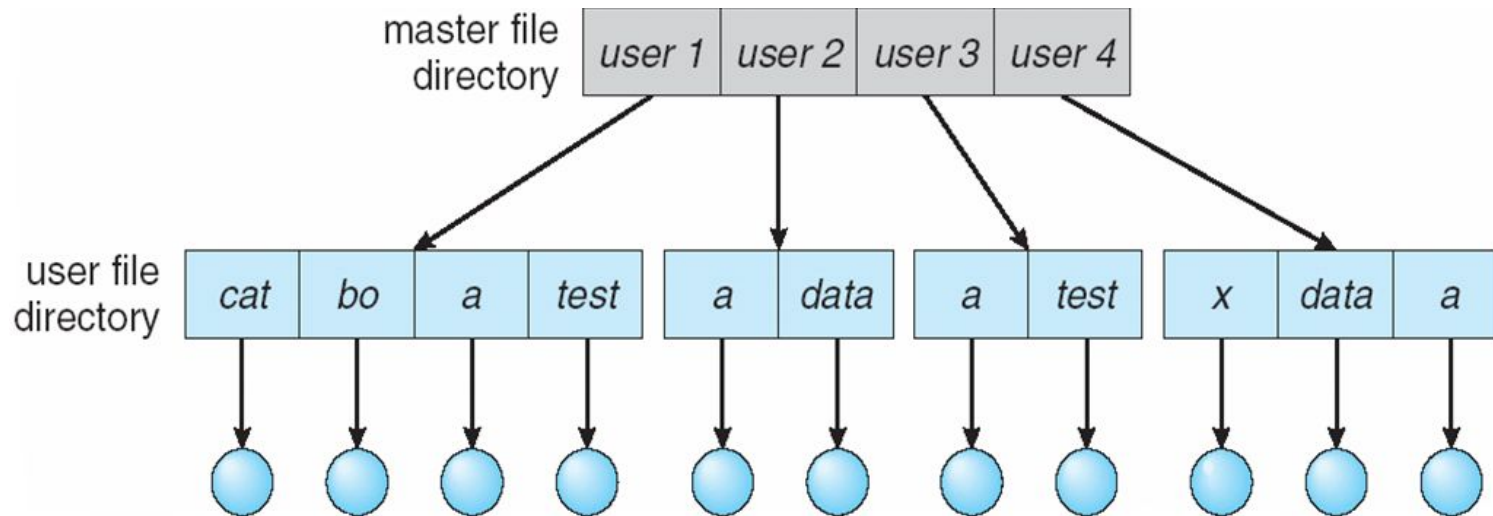 master file
directory
user 1 user 2 user 3 user 4
user file
directory
cat bo a test a data a test x data a